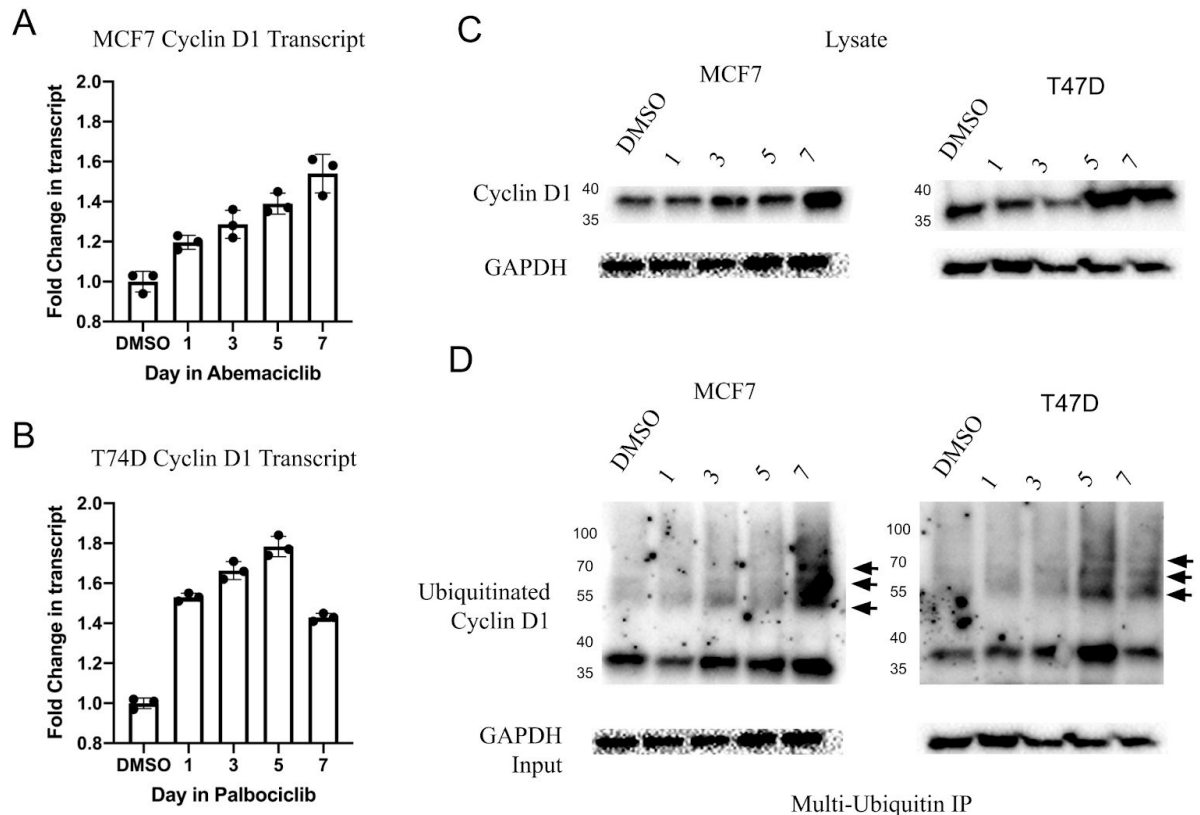 A
MCF7 Cyclin D1 Transcript
Fold Change in transcript
2.0
1.8
1.6
1.4
1.2
1.0
0.8
DMSO 1 3 5 7
Day in Abemaciclib
B
T74D Cyclin D1 Transcript
Fold Change in transcript
2.0
1.8
1.6
1.4
1.2
1.0
0.8
DMSO 1 3 5 7
Day in Palbociclib
C
Lysate
MCF7
T47D
DMSO 1 3 5 7
DMSO 1 3 5 7
Cyclin D1
40
35
40
35
GAPDH
D
MCF7
T47D
DMSO 1 3 5 7
DMSO 1 3 5 7
Ubiquitinated
Cyclin D1
100
70
55
40
35
100
70
55
40
35
GAPDH
Input
Multi-Ubiquitin IP